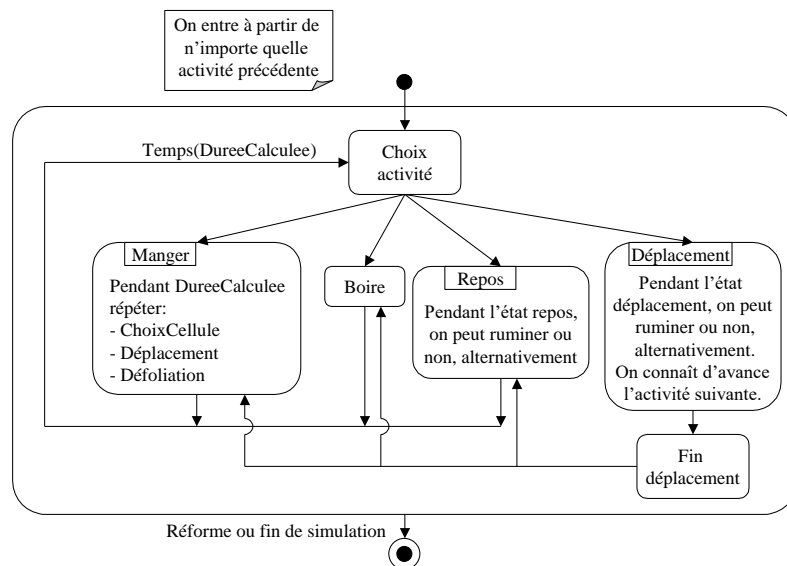 On entre à partir de
n'importe quelle
activité précédente
Temps(DureeCalculee)
Choix
activité
Manger
Pendant DureeCalculee
répéter:
- ChoixCellule
- Déplacement
- Défoliation
Boire
Repos
Pendant l'état repos,
on peut ruminer ou
non, alternativement
Déplacement
Pendant l'état
déplacement, on peut
ruminer ou non,
alternativement.
On connaît d'avance
l'activité suivante.
Fin
déplacement
Réforme ou fin de simulation